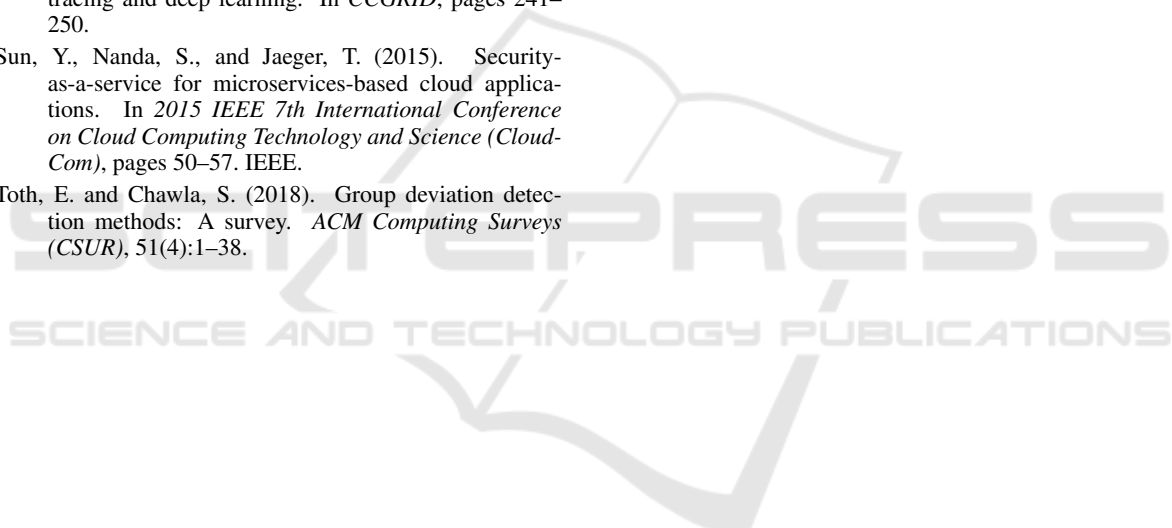 tracing and deep learning. In CCGRID, pages 241–
250.
Sun, Y., Nanda, S., and Jaeger, T. (2015). Security-
as-a-service for microservices-based cloud applica-
tions. In 2015 IEEE 7th International Conference
on Cloud Computing Technology and Science (Cloud-
Com), pages 50–57. IEEE.
Toth, E. and Chawla, S. (2018). Group deviation detec-
tion methods: A survey. ACM Computing Surveys
(CSUR), 51(4):1–38.
SCITEPRESS
SCIENCE AND TECHNOLOGY PUBLICATIONS